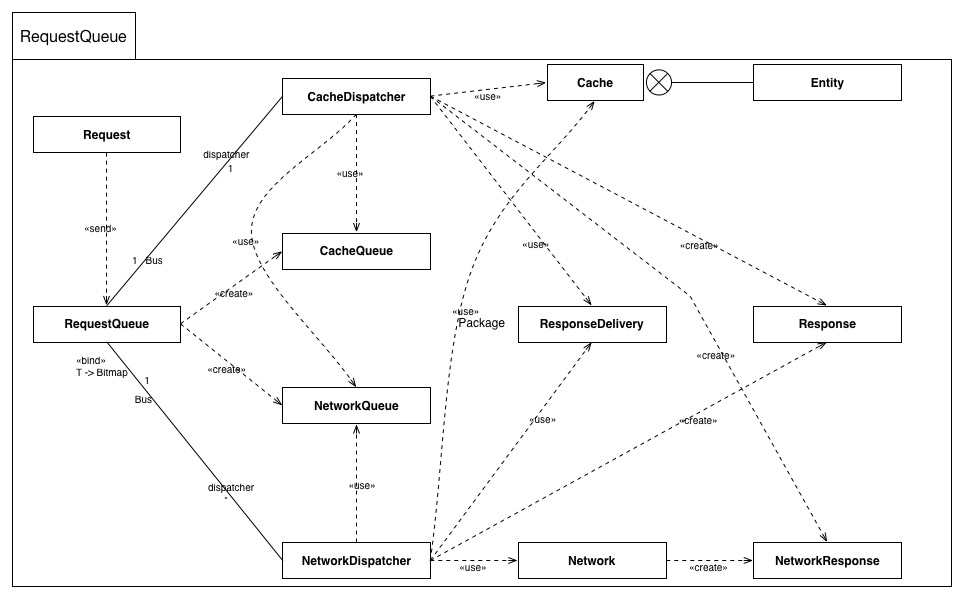 RequestQueue
Cache
Entity
CacheDispatcher
«use»
Request
dispatcher
1
«use»
«send»
«use»
CacheQueue
«use»
«create»
1 Bus
«create»
«use»
Package
RequestQueue
ResponseDelivery
Response
«bind»
T -> Bitmap
«create»
«create»
1
Bus
NetworkQueue
«use»
«create»
dispatcher
*
«use»
NetworkDispatcher
«use»
Network
«create»
NetworkResponse